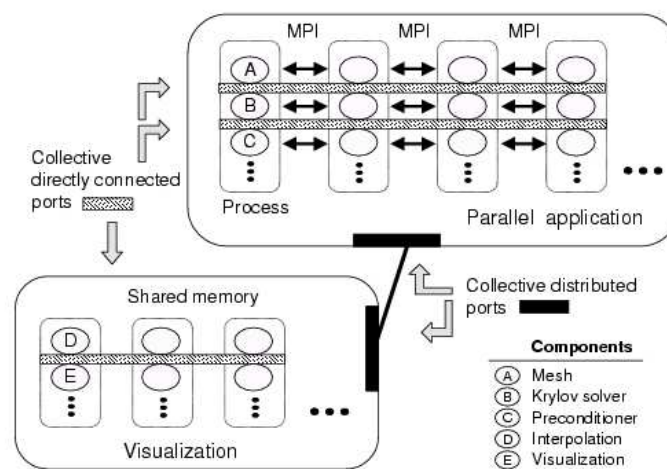 MPI MPI MPI
A
B
C
Collective
directly connected
ports
Process
Parallel application
Shared memory
D
E
Visualization
Collective distributed
ports
Components
A Mesh
B Krylov solver
C Preconditioner
D Interpolation
E Visualization